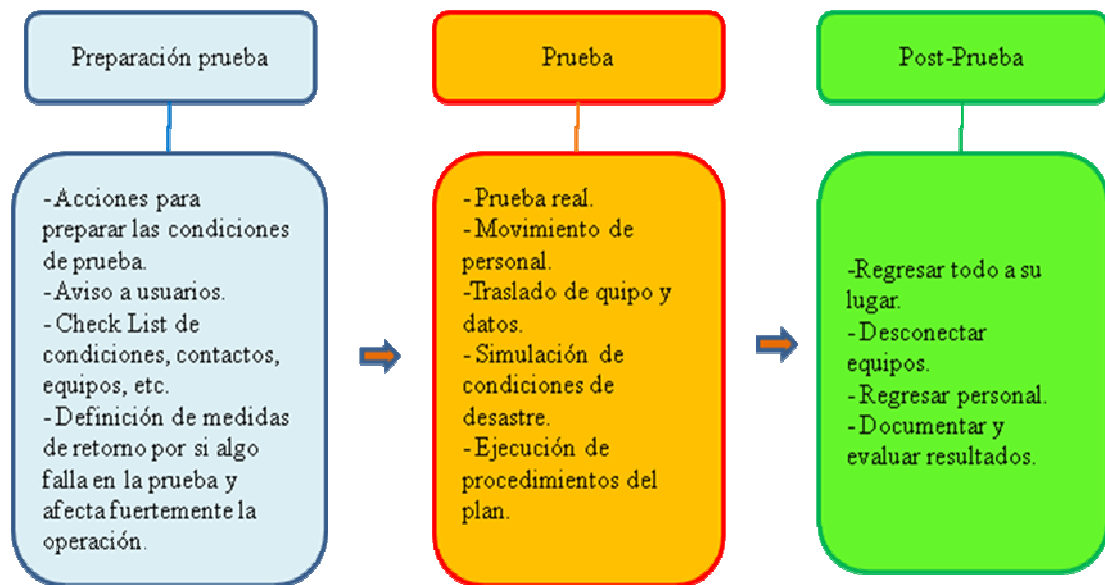 Preparación prueba
-Acciones para
preparar las condiciones
de prueba.
-Aviso a usuarios.
-Check List de
condiciones, contactos,
equipos, etc.
-Definición de medidas
de retorno por si algo
falla en la prueba y
afecta fuertemente la
operación.
Prueba
-Prueba real.
-Movimiento de
personal.
-Traslado de quipo y
datos.
-Simulación de
condiciones de
desastre.
-Ejecución de
procedimientos del
plan.
Post-Prueba
-Regresar todo a su
lugar.
-Desconectar
equipos.
-Regresar personal.
-Documentar y
evaluar resultados.